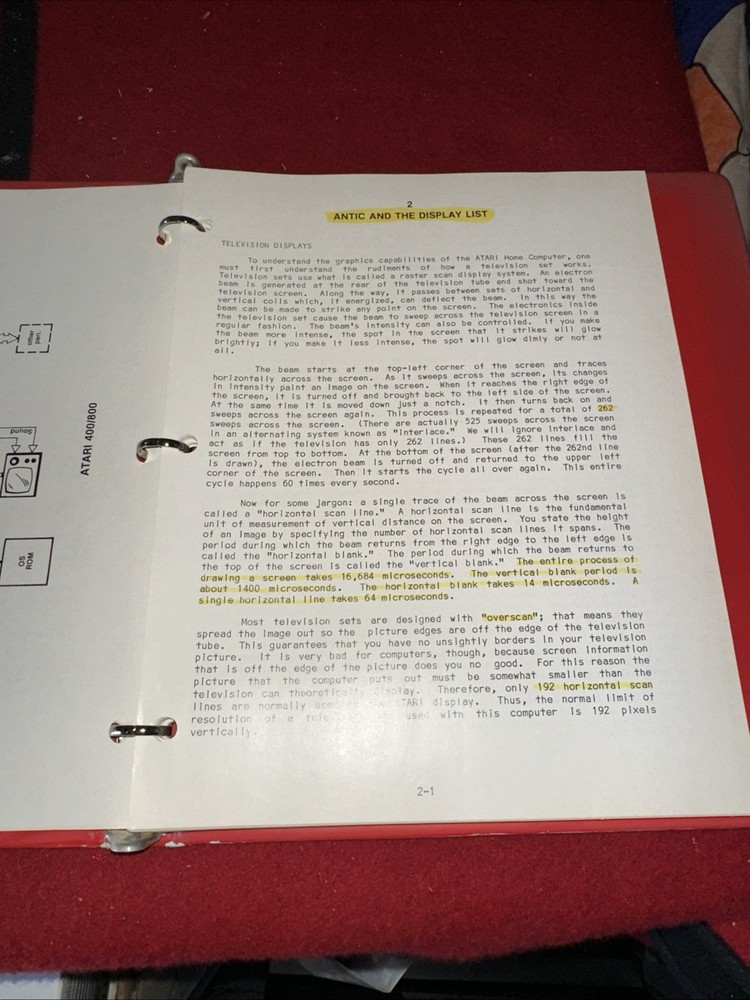 Other
Periph.
Sound
ATARI 400/800
OS
ROM
2
ANTIC AND THE DISPLAY LIST
TELEVISION DISPLAYS
To understand the graphics capabilities of the ATARI Home Computer, one
must first understand the rudiments of how a television set works.
Television sets use what is called a raster scan display system. An electron
beam is generated at the rear of the television tube and shot toward the
television screen. Along the way, it passes between sets of horizontal and
vertical coils which, if energized, can deflect the beam. In this way the
beam can be made to strike any point on the screen. The electronics inside
the television set cause the beam to sweep across the television screen in a
regular fashion. The beam's intensity can also be controlled. If you make
the beam more intense, the spot in the screen that it strikes will glow
brightly; if you make it less intense, the spot will glow dimly or not at
all.
The beam starts at the top-left corner of the screen and traces
horizontally across the screen. As it sweeps across the screen, its changes
in intensity paint an image on the screen. When it reaches the right edge of
the screen, it is turned off and brought back to the left side of the screen.
At the same time it is moved down just a notch. It then turns back on and
sweeps across the screen again. This process is repeated for a total of 262
sweeps across the screen. (There are actually 525 sweeps across the screen
in an alternating system known as "interlace." We will ignore interlace and
act as if the television has only 262 lines.) These 262 lines fill the
screen from top to bottom. At the bottom of the screen (after the 262nd line
is drawn), the electron beam is turned off and returned to the upper left
corner of the screen. Then it starts the cycle all over again. This entire
cycle happens 60 times every second.
Now for some jargon: a single trace of the beam across the screen is
called a "horizontal scan line." A horizontal scan line is the fundamental
unit of measurement of vertical distance on the screen. You state the height
of an image by specifying the number of horizontal scan lines it spans. The
period during which the beam returns from the right edge to the left edge is
called the "horizontal blank." The period during which the beam returns to
the top of the screen is called the "vertical blank." The entire process of
drawing a screen takes 16,684 microseconds. The vertical blank period is
about 1400 microseconds. The horizontal blank takes 14 microseconds. A
single horizontal line takes 64 microseconds.
Most television sets are designed with "overscan"; that means they
spread the image out so the picture edges are off the edge of the television
tube. This guarantees that you have no unsightly borders in your television
picture. It is very bad for computers, though, because screen information
that is off the edge of the picture does you no good. For this reason the
picture that the computer puts out must be somewhat smaller than the
television can theoretically display. Therefore, only 192 horizontal scan
lines are normally ATARI display. Thus, the normal limit of
resolution of a used with this computer is 192 pixels
vertically.
2-1